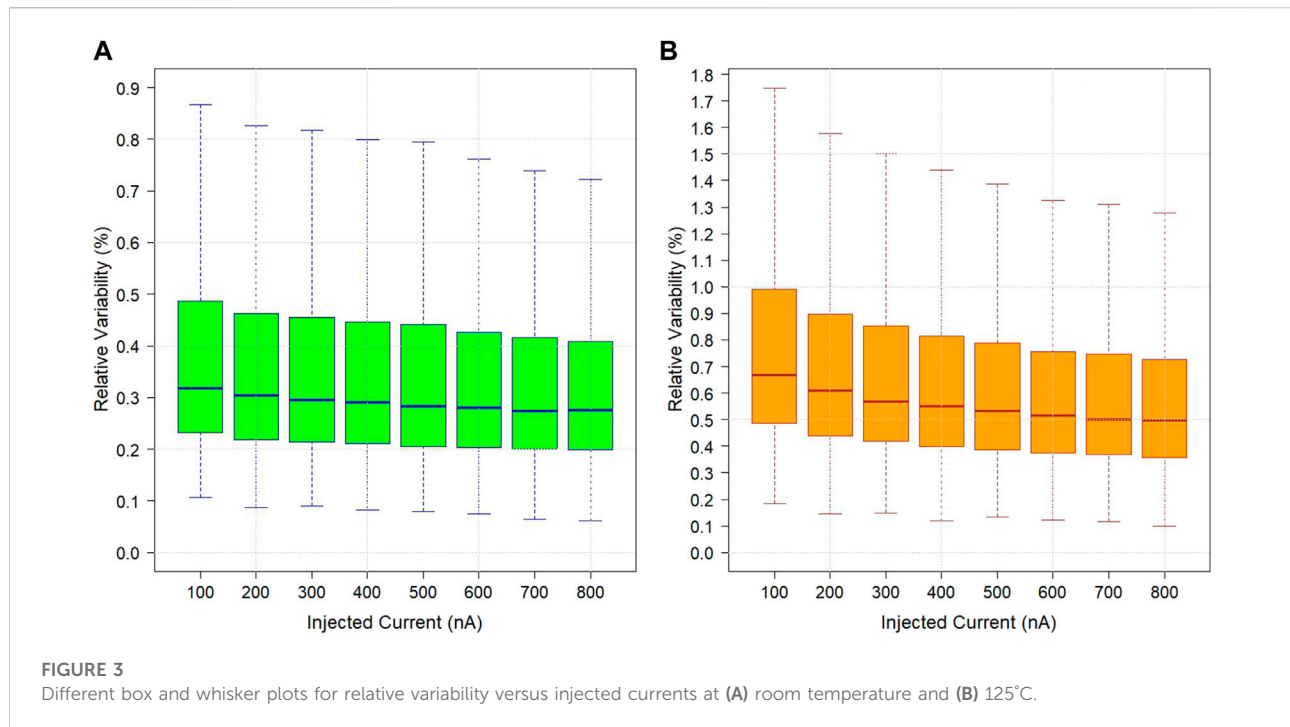 A
Relative Variability (%)
0.9
0.8
0.7
0.6
0.5
0.4
0.3
0.2
0.1
0.0
100 200 300 400 500 600 700 800
Injected Current (nA)
B
Relative Variability (%)
1.8
1.7
1.6
1.5
1.4
1.3
1.2
1.1
1.0
0.9
0.8
0.7
0.6
0.5
0.4
0.3
0.2
0.1
0.0
100 200 300 400 500 600 700 800
Injected Current (nA)
FIGURE 3
Different box and whisker plots for relative variability versus injected currents at (A) room temperature and (B) 125°C.